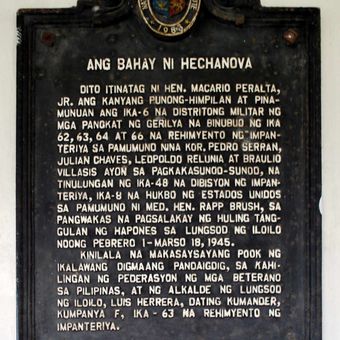 1980
ANG BAHAY NI HECHANOVA
DITO ITINATAG NI HEN. MACARIO PERALTA,
JR. ANG KANYANG PUNONG-HIMPILAN AT PINA-
MUNUAN ANG IKA-6 NA DISTRITONG MILITAR NG
MGA PANGKAT NG GERILYA NA BINUBUO NG IKA
62, 63, 64 AT 66 NA REHIMYENTO NG IMPAN-
TERIYA SA PAMUMUNO NINA KOR. PEDRO SERRAN,
JULIAN CHAVES, LEOPOLDO RELUNIA AT BRAULIO
VILLASIS AYON SA PAGKAKASUNOD-SUNOD, NA
TINULUNGAN NG IKA-48 NA DIBISYON NG IMPAN-
TERIYA, IKA-8 NA HUKBO NG ESTADOS UNIDOS
SA PAMUMUNO NI MED. HEN. RAPP BRUSH, SA
PANGWAKAS NA PAGSALAKAY NG HULING TANG-
GULAN NG HAPONES SA LUNGSOD NG ILOILO
NOONG PEBRERO 1-MARSO 18, 1945.
KINILALA NA MAKASAYSAYANG POOK NG
IKALAWANG DIGMAANG PANDAIGDIG, SA KAHI-
LINGAN NG PEDERASYON NG MGA BETERANO
SA PILIPINAS, AT NG ALKALDE NG LUNGSOD
NG ILOILO, LUIS HERRERA, DATING KUMANDER,
KUMPANYA F, IKA-63 NA REHIMYENTO NG
IMPANTERIYA.